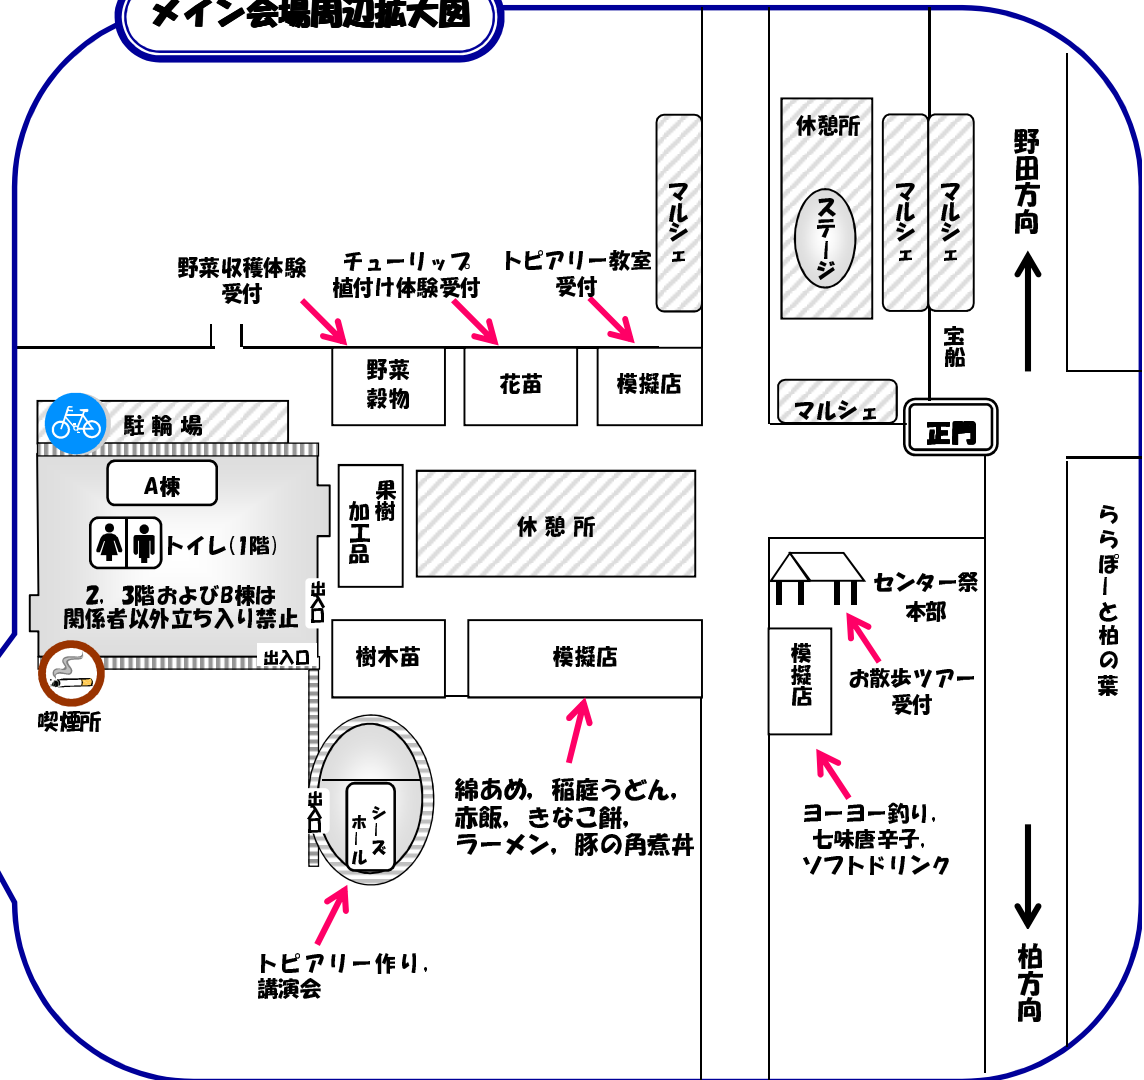 メイン会場周辺拡大図
休憩所
ステージ
マルシェ
マルシェ
マルシェ
野田方向
宝船
野菜収穫体験
受付
チューリップ
植付け体験受付
トピアリー教室
受付
野菜
穀物
花苗
模擬店
マルシェ
正門
駐輪場
A棟
トイレ(1階)
2．3階およびB棟は
関係者以外立ち入り禁止
出入口
出入口
喫煙所
果樹
加工品
休憩所
樹木苗
模擬店
センター祭
本部
模擬店
お散歩ツアー
受付
ららぽーと柏の葉
綿あめ，稲庭うどん，
赤飯，きなこ餅，
ラーメン，豚の角煮丼
ヨーヨー釣り，
七味唐辛子，
ソフトドリンク
出入口
シーズ
ホール
トピアリー作り，
講演会
柏方向